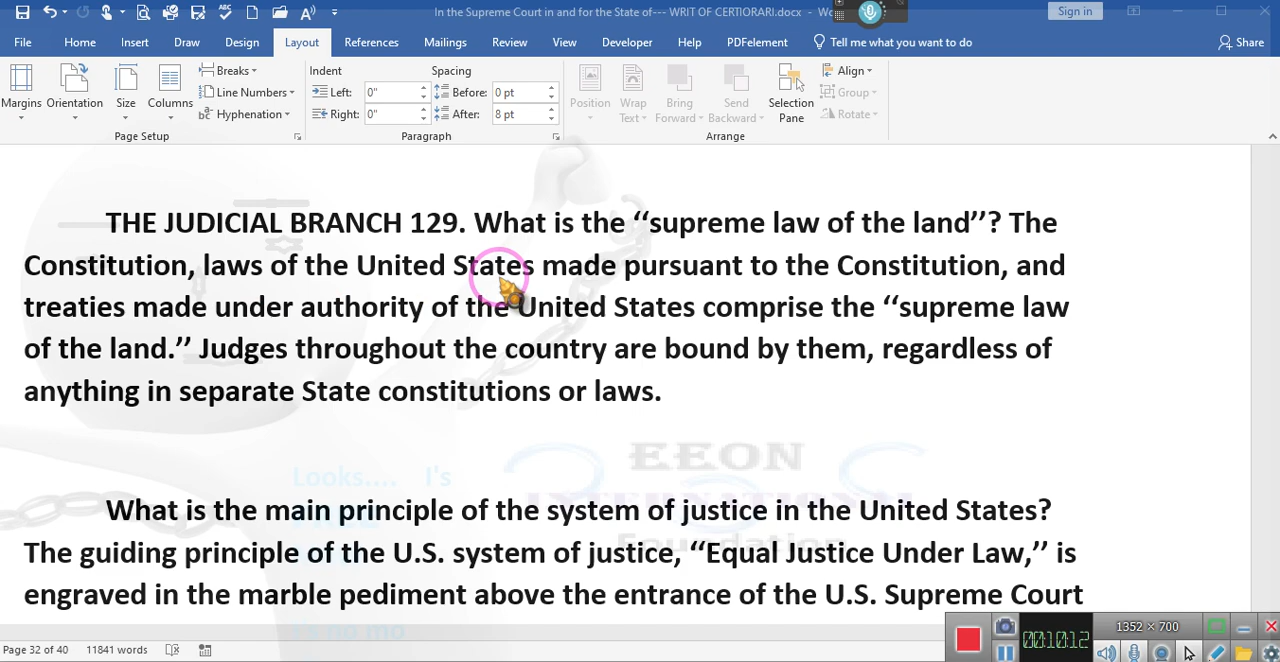 In the Supreme Court in and for the State of--- WRIT OF CERTIORARI.docx - Wo
Sign in
File Home Insert Draw Design Layout References Mailings Review View Developer Help PDFelement Tell me what you want to do Share
Margins Orientation Size Columns
Breaks
Line Numbers
Hyphenation
Page Setup
Indent Spacing
Left: 0" Before: 0 pt
Right: 0" After: 8 pt
Paragraph
Position Wrap Text Bring Forward Send Backward Selection Pane
Align
Group
Rotate
Arrange
THE JUDICIAL BRANCH 129. What is the “supreme law of the land”? The
Constitution, laws of the United States made pursuant to the Constitution, and
treaties made under authority of the United States comprise the “supreme law
of the land.” Judges throughout the country are bound by them, regardless of
anything in separate State constitutions or laws.
EEON
INTERNATIONAL
Foundation
Looks.... I's
What is the main principle of the system of justice in the United States?
The guiding principle of the U.S. system of justice, “Equal Justice Under Law,” is
engraved in the marble pediment above the entrance of the U.S. Supreme Court
I's no mo
Page 32 of 40 11841 words
1352 × 700
00:10:12